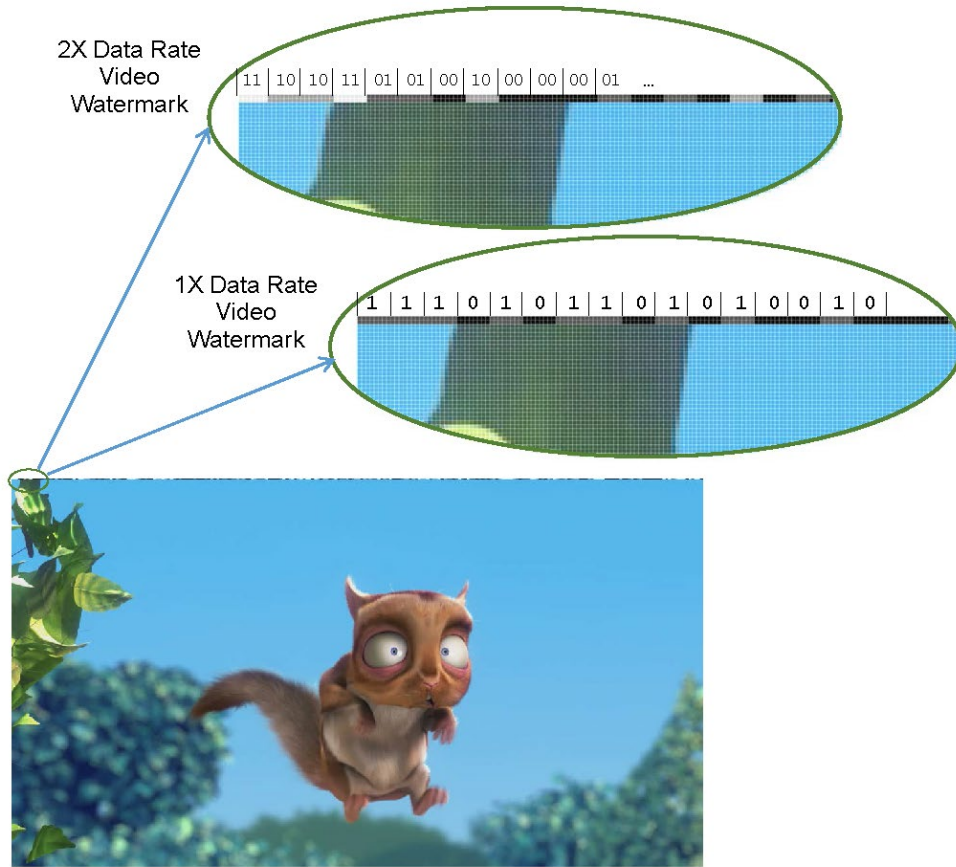 2X Data Rate
Video
Watermark
11 10 10 11 01 01 00 10 00 00 00 01 ...
1X Data Rate
Video
Watermark
1 1 1 0 1 0 1 1 0 1 0 1 0 0 1 0